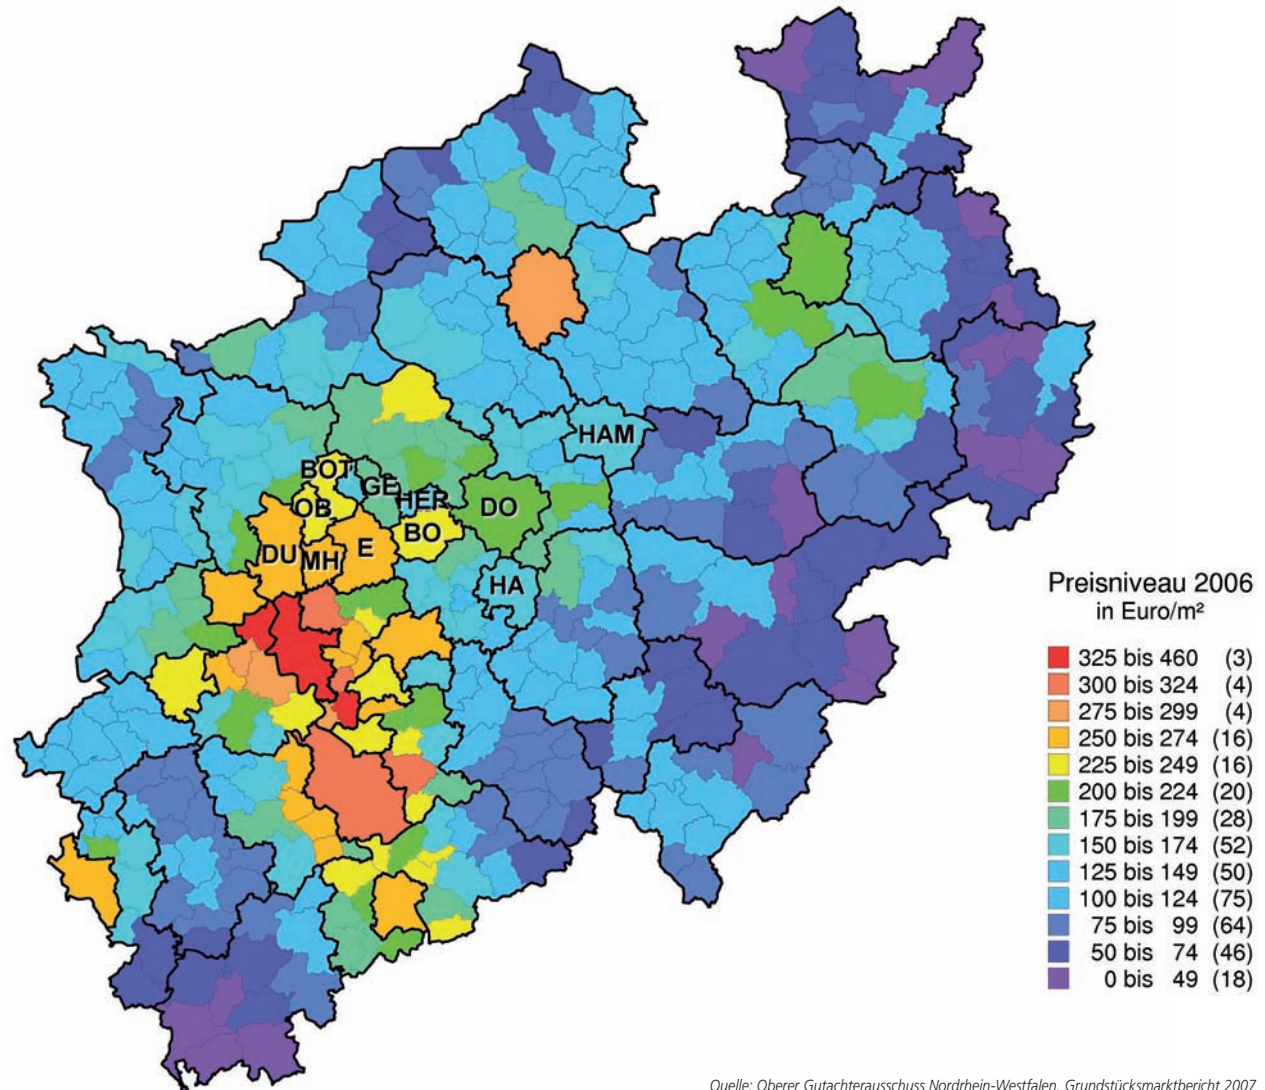 HAM
BOT
GE
HER
OB
DO
BO
DU
MH
E
HA
Preisniveau 2006
in Euro/m²
325 bis 460 (3)
300 bis 324 (4)
275 bis 299 (4)
250 bis 274 (16)
225 bis 249 (16)
200 bis 224 (20)
175 bis 199 (28)
150 bis 174 (52)
125 bis 149 (50)
100 bis 124 (75)
75 bis 99 (64)
50 bis 74 (46)
0 bis 49 (18)
Quelle: Oberer Gutachterausschuss Nordrhein-Westfalen, Grundstücksmarktbericht 2007